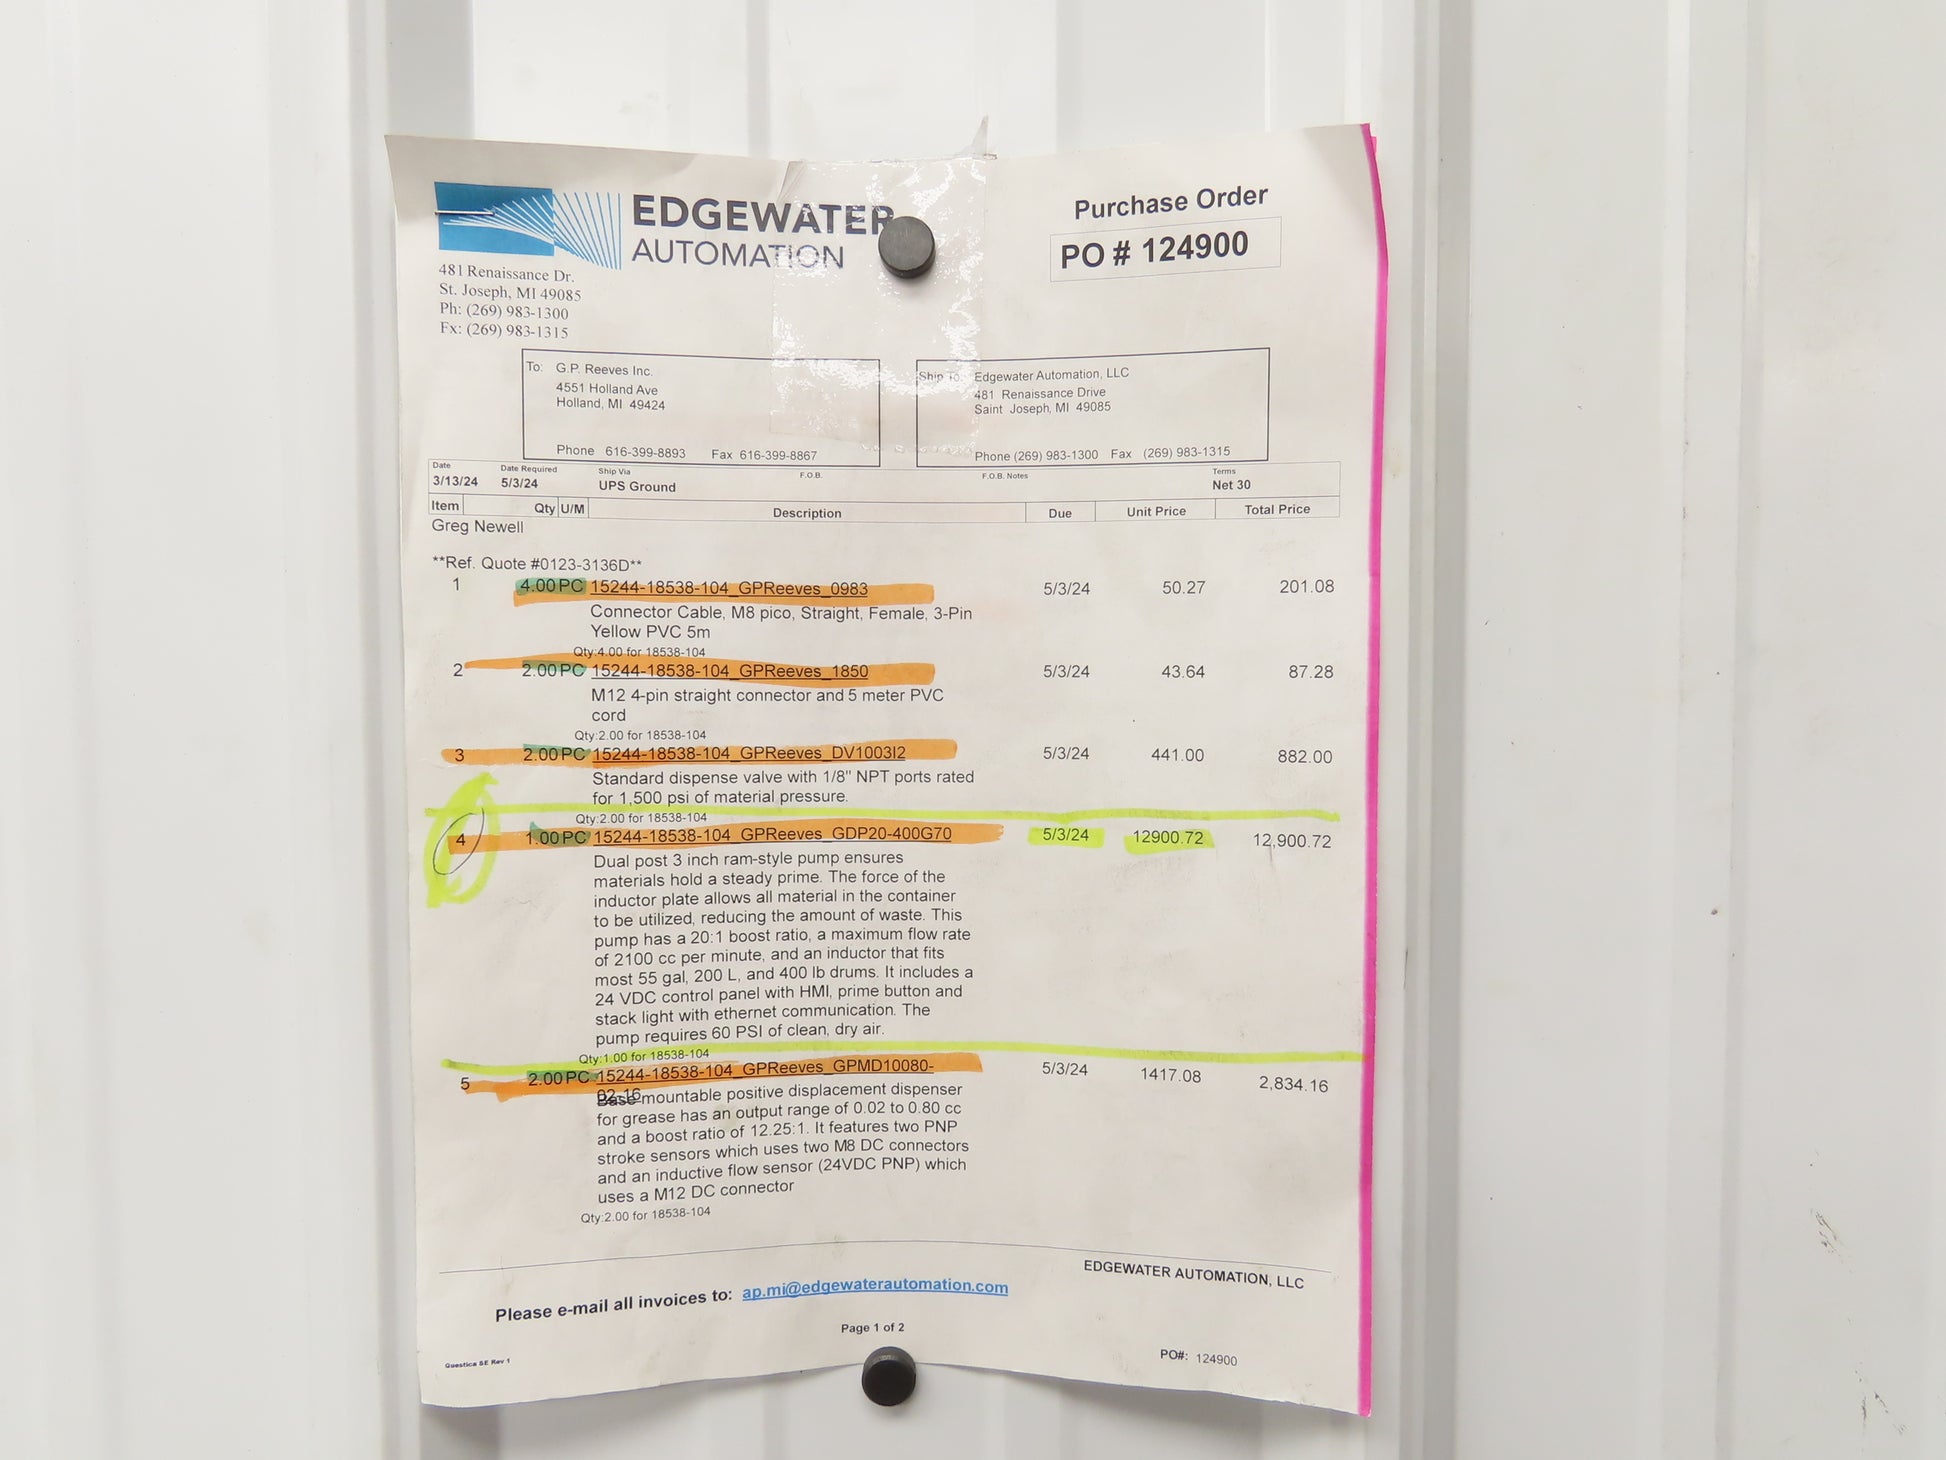 EDGEWATER
AUTOMATION
481 Renaissance Dr.
St. Joseph, MI 49085
Ph: (269) 983-1300
Fx: (269) 983-1315
Purchase Order
PO # 124900
To: G.P. Reeves Inc.
4551 Holland Ave
Holland, MI 49424
Phone 616-399-8893 Fax 616-399-8867
Ship To: Edgewater Automation, LLC
481 Renaissance Drive
Saint Joseph, MI 49085
Phone (269) 983-1300 Fax (269) 983-1315
Date Date Required Ship Via F.O.B. F.O.B. Notes Terms
3/13/24 5/3/24 UPS Ground Net 30
Item Qty U/M Description Due Unit Price Total Price
Greg Newell
**Ref. Quote #0123-3136D**
1 4.00 PC 15244-18538-104_GPReeves_0983 5/3/24 50.27 201.08
Connector Cable, M8 pico, Straight, Female, 3-Pin
Yellow PVC 5m
Qty:4.00 for 18538-104
2 2.00 PC 15244-18538-104_GPReeves_1850 5/3/24 43.64 87.28
M12 4-pin straight connector and 5 meter PVC
cord
Qty:2.00 for 18538-104
3 2.00 PC 15244-18538-104_GPReeves_DV1003I2 5/3/24 441.00 882.00
Standard dispense valve with 1/8" NPT ports rated
for 1,500 psi of material pressure.
Qty:2.00 for 18538-104
4 1.00 PC 15244-18538-104_GPReeves_GDP20-400G70 5/3/24 12900.72 12,900.72
Dual post 3 inch ram-style pump ensures
materials hold a steady prime. The force of the
inductor plate allows all material in the container
to be utilized, reducing the amount of waste. This
pump has a 20:1 boost ratio, a maximum flow rate
of 2100 cc per minute, and an inductor that fits
most 55 gal, 200 L, and 400 lb drums. It includes a
24 VDC control panel with HMI, prime button and
stack light with ethernet communication. The
pump requires 60 PSI of clean, dry air.
Qty:1.00 for 18538-104
5 2.00 PC 15244-18538-104_GPReeves_GPMD10080- 5/3/24 1417.08 2,834.16
02-16
Base mountable positive displacement dispenser
for grease has an output range of 0.02 to 0.80 cc
and a boost ratio of 12.25:1. It features two PNP
stroke sensors which uses two M8 DC connectors
and an inductive flow sensor (24VDC PNP) which
uses a M12 DC connector
Qty:2.00 for 18538-104
EDGEWATER AUTOMATION, LLC
Please e-mail all invoices to: ap.mi@edgewaterautomation.com
Page 1 of 2
Questica SE Rev 1
PO#: 124900